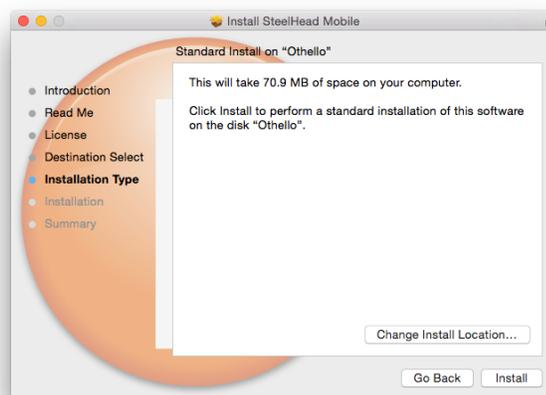 Install SteelHead Mobile
Standard Install on “Othello”
Introduction
Read Me
License
Destination Select
Installation Type
Installation
Summary
This will take 70.9 MB of space on your computer.
Click Install to perform a standard installation of this software
on the disk “Othello”.
Change Install Location...
Go Back
Install